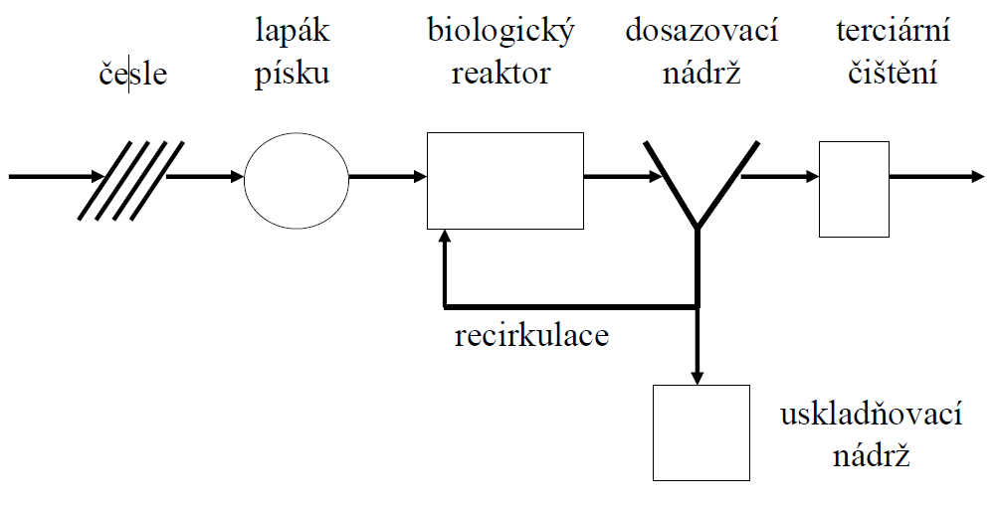 česle
lapák
písku
biologický
reaktor
dosazovací
nádrž
terciární
čištění
recirkulace
uskladňovací
nádrž